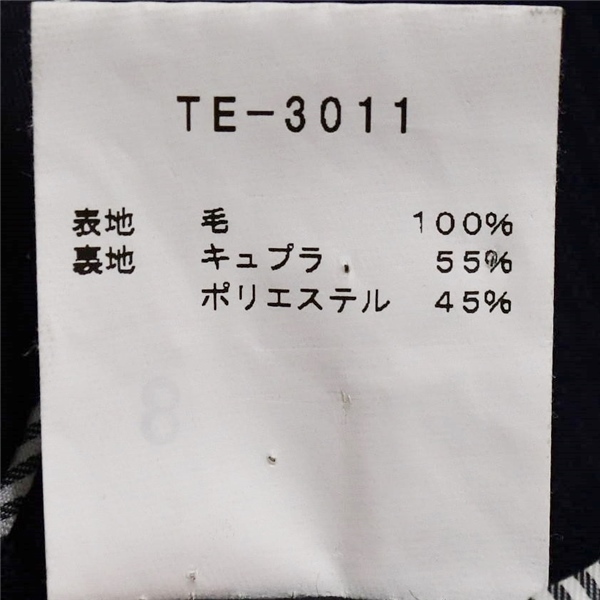 TE-3011
表地 毛 100%
裏地 キュプラ 55%
ポリエステル 45%